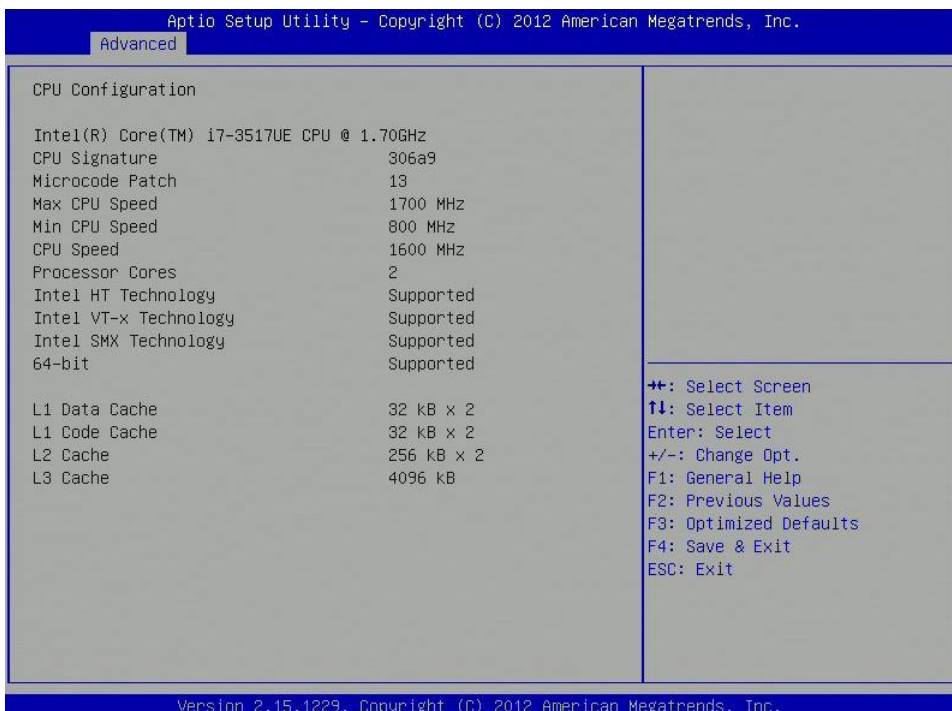 Aptio Setup Utility – Copyright (C) 2012 American Megatrends, Inc.
Advanced
CPU Configuration
Intel(R) Core(TM) i7-3517UE CPU @ 1.70GHz
CPU Signature 306a9
Microcode Patch 13
Max CPU Speed 1700 MHz
Min CPU Speed 800 MHz
CPU Speed 1600 MHz
Processor Cores 2
Intel HT Technology Supported
Intel VT-x Technology Supported
Intel SMX Technology Supported
64-bit Supported
L1 Data Cache 32 kB x 2
L1 Code Cache 32 kB x 2
L2 Cache 256 kB x 2
L3 Cache 4096 kB
→←: Select Screen
↑↓: Select Item
Enter: Select
+/-: Change Opt.
F1: General Help
F2: Previous Values
F3: Optimized Defaults
F4: Save & Exit
ESC: Exit
Version 2.15.1229. Copyright (C) 2012 American Megatrends, Inc.